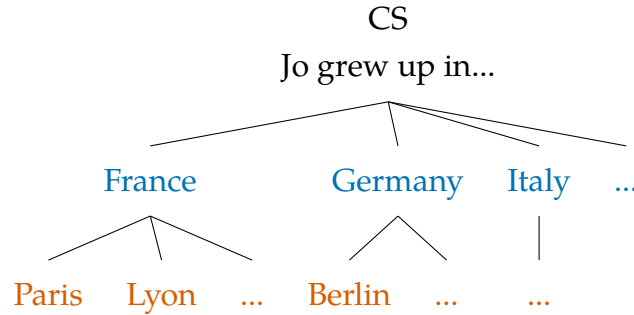 CS
Jo grew up in...
France Germany Italy ...
Paris Lyon ... Berlin ... ...